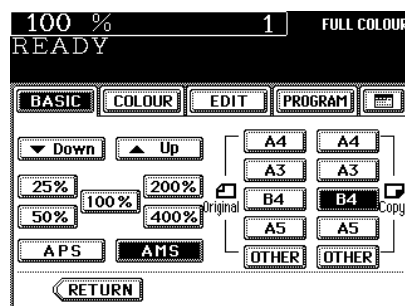 100 % 1 FULL COLOUR
READY
BASIC COLOUR EDIT PROGRAM
Down Up
A4 A4
A3 A3
25% 100% 200%
Original B4 B4 Copy
50% 400%
A5 A5
APS AMS OTHER OTHER
RETURN